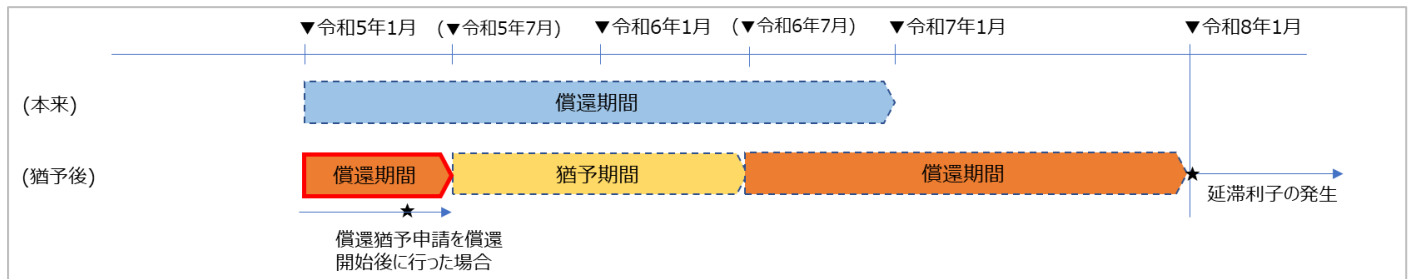 ▼令和5年1月 (▼令和5年7月) ▼令和6年1月 (▼令和6年7月) ▼令和7年1月 ▼令和8年1月
(本来) 償還期間
(猶予後) 償還期間 猶予期間 償還期間
★ 延滞利子の発生
★
償還猶予申請を償還
開始後に行った場合